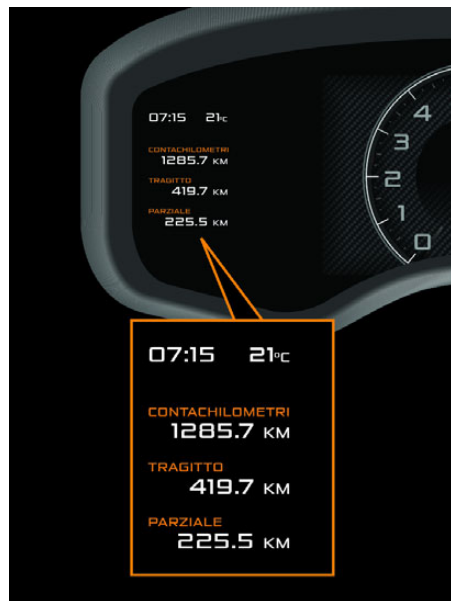 07:15 21°C
CONTACHILOMETRI
1285.7 KM
TRAGITTO
419.7 KM
PARZIALE
225.5 KM
4
3
2
1
0
07:15 21°C
CONTACHILOMETRI
1285.7 KM
TRAGITTO
419.7 KM
PARZIALE
225.5 KM